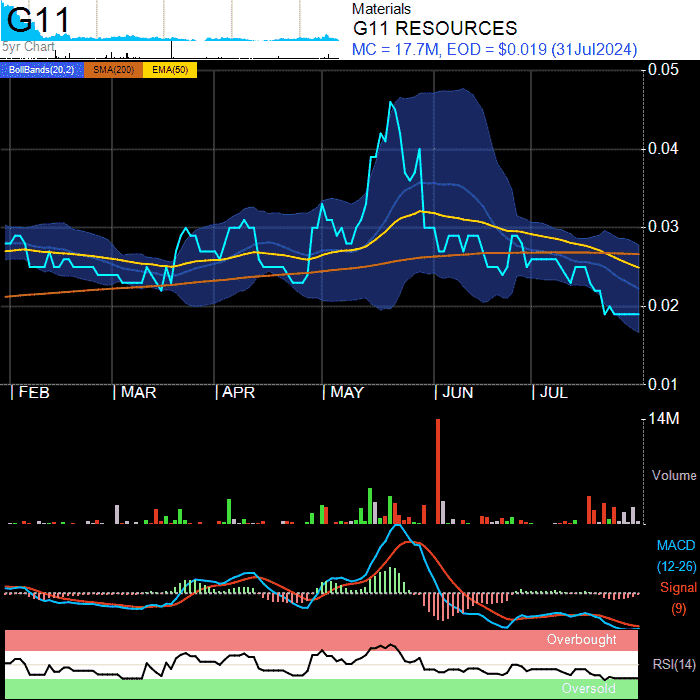 G11
5yr Chart
Materials
G11 RESOURCES
MC = 17.7M, EOD = $0.019 (31Jul2024)
BollBands(20,2) SMA(200) EMA(50)
0.05
0.04
0.03
0.02
0.01
FEB MAR APR MAY JUN JUL
14M
Volume
MACD
(12-26)
Signal
(9)
Overbought
RSI(14)
Oversold